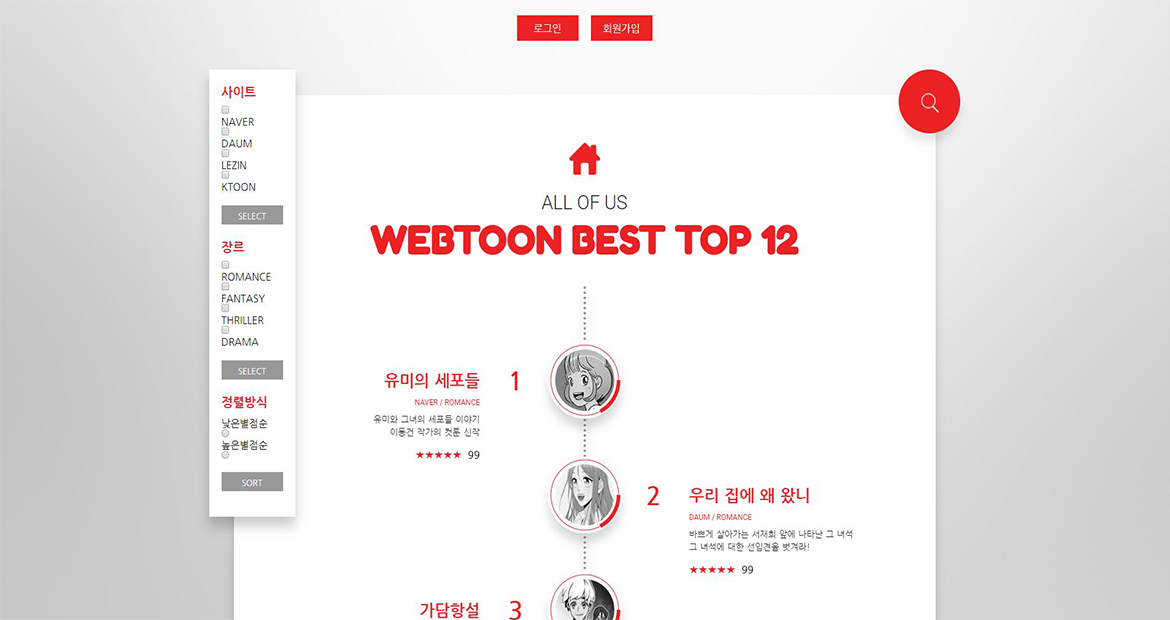 로그인
회원가입
사이트
NAVER
DAUM
LEZIN
KTOON
SELECT
장르
ROMANCE
FANTASY
THRILLER
DRAMA
SELECT
정렬방식
낮은별점순
높은별점순
SORT
ALL OF US
WEBTOON BEST TOP 12
유미의 세포들
1
NAVER / ROMANCE
유미와 그녀의 세포들 이야기
이동건 작가의 컷툰 신작
★★★★★ 99
2
우리 집에 왜 왔니
DAUM / ROMANCE
바쁘게 살아가는 서재희 앞에 나타난 그 녀석
그 녀석에 대한 선입견을 벗겨라!
★★★★★ 99
가담항설
3